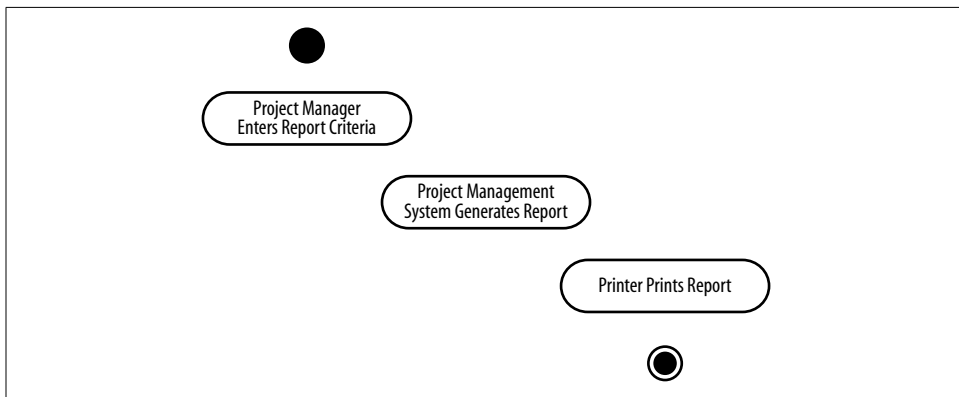 Project Manager
Enters Report Criteria
Project Management
System Generates Report
Printer Prints Report